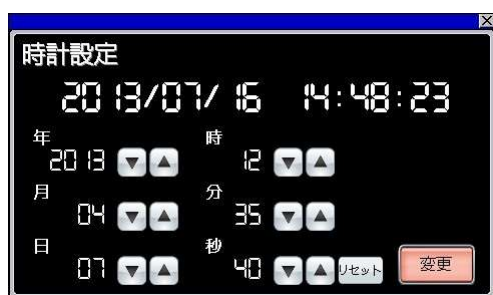 時計設定
2013/07/16 14:48:23
年 時
2013 12
月 分
04 35
日 秒
07 40 リセット 変更